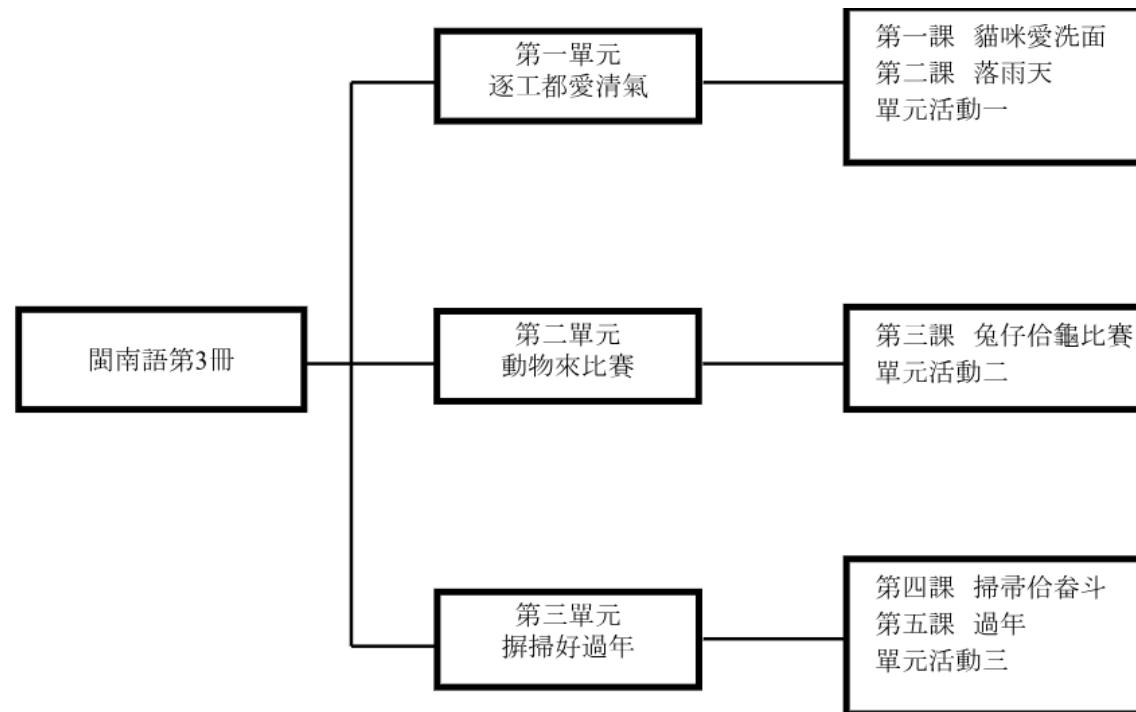 閩南語第3冊
第一單元
逐工都愛清氣
第一課 貓咪愛洗面
第二課 落雨天
單元活動一
第二單元
動物來比賽
第三課 兔仔佮龜比賽
單元活動二
第三單元
摒掃好過年
第四課 掃帚佮畚斗
第五課 過年
單元活動三